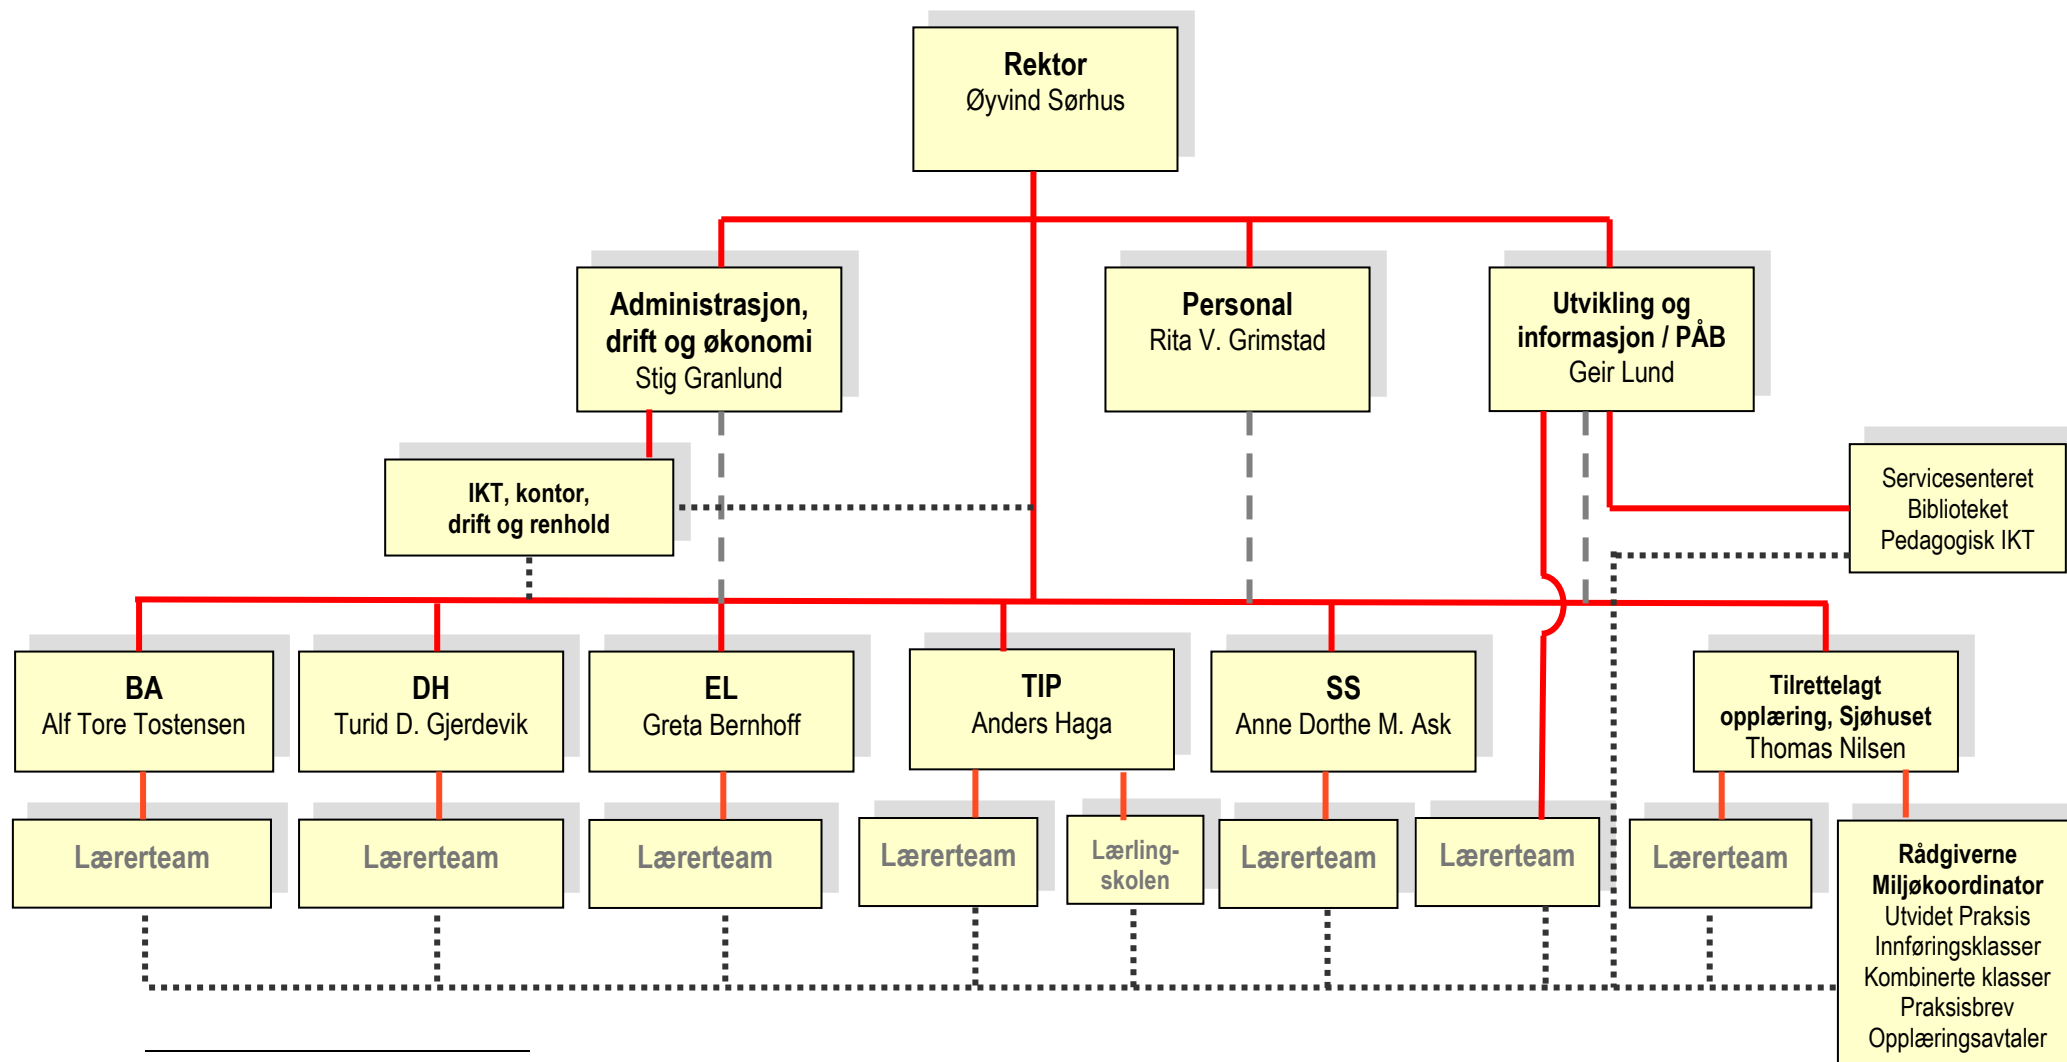 Rektor
Øyvind Sørhus
Administrasjon,
drift og økonomi
Stig Granlund
Personal
Rita V. Grimstad
Utvikling og
informasjon / PÅB
Geir Lund
IKT, kontor,
drift og renhold
Servicesenteret
Biblioteket
Pedagogisk IKT
BA
Alf Tore Tostensen
DH
Turid D. Gjerdevik
EL
Greta Bernhoff
TIP
Anders Haga
SS
Anne Dorthe M. Ask
Tilrettelagt
opplæring, Sjøhuset
Thomas Nilsen
Lærerteam
Lærerteam
Lærerteam
Lærerteam
Lærling-
skolen
Lærerteam
Lærerteam
Lærerteam
Rådgiverne
Miljøkoordinator
Utvidet Praksis
Innføringsklasser
Kombinerte klasser
Praksisbrev
Opplæringsavtaler